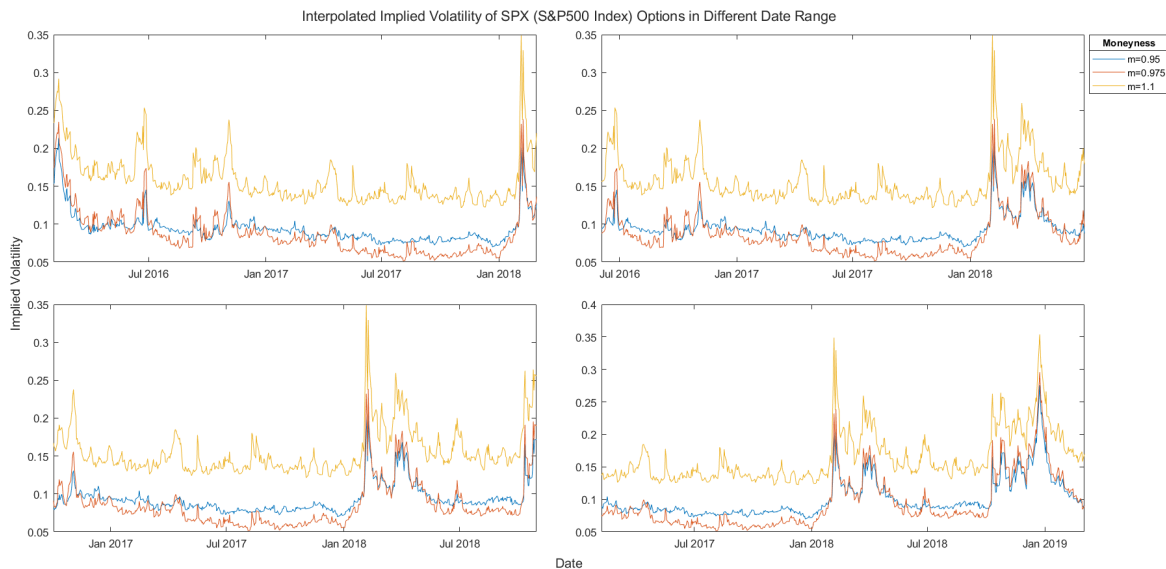 Interpolated Implied Volatility of SPX (S&P500 Index) Options in Different Date Range
0.35
0.3
0.25
0.2
0.15
0.1
0.05
Jul 2016
Jan 2017
Jul 2017
Jan 2018
0.35
0.3
0.25
0.2
0.15
0.1
0.05
Jul 2016
Jan 2017
Jul 2017
Jan 2018
Moneyness
m=0.95
m=0.975
m=1.1
Implied Volatility
0.35
0.3
0.25
0.2
0.15
0.1
0.05
Jan 2017
Jul 2017
Jan 2018
Jul 2018
0.4
0.35
0.3
0.25
0.2
0.15
0.1
0.05
Jul 2017
Jan 2018
Jul 2018
Jan 2019
Date